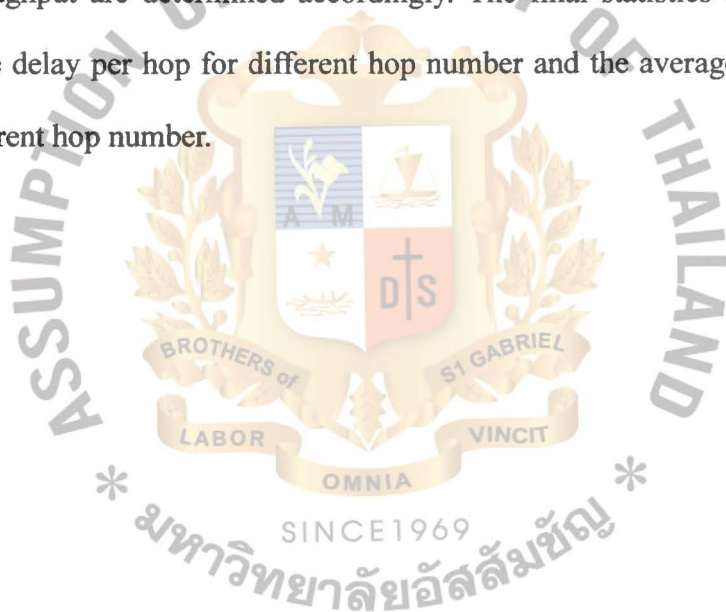 ghput are determined accordingly. The final statistics
delay per hop for different hop number and the average
rent hop number.
ASSUMPTION OF THAILAND
A M
D S
BROTHERS of ST GABRIEL
LABOR VINCIT
OMNIA
* *
SINCE1969
มหาวิทยาลัยอัสสัมชัญ